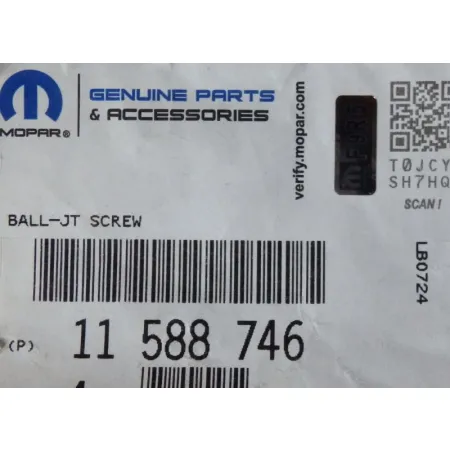 MOPAR®
GENUINE PARTS
& ACCESSORIES
verify.mopar.com
T0JCY
SH7HQ
SCAN!
BALL-JT SCREW
LB0724
(P) 11 588 746